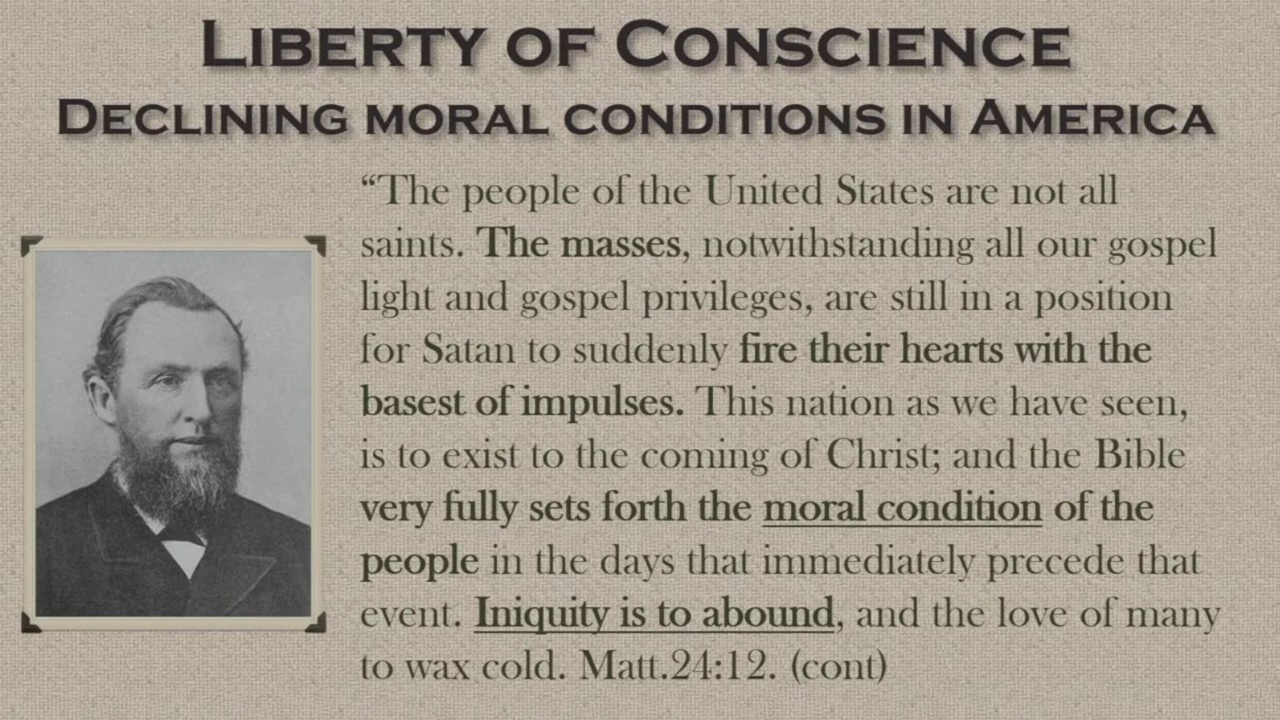 LIBERTY OF CONSCIENCE
DECLINING MORAL CONDITIONS IN AMERICA
“The people of the United States are not all
saints. The masses, notwithstanding all our gospel
light and gospel privileges, are still in a position
for Satan to suddenly fire their hearts with the
basest of impulses. This nation as we have seen,
is to exist to the coming of Christ; and the Bible
very fully sets forth the moral condition of the
people in the days that immediately precede that
event. Iniquity is to abound, and the love of many
to wax cold. Matt.24:12. (cont)